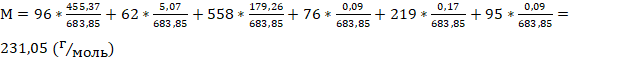 М = 96 * 455,37/683,85 + 62 * 5,07/683,85 + 558 * 179,26/683,85 + 76 * 0,09/683,85 + 219 * 0,17/683,85 + 95 * 0,09/683,85 =
231,05 (г/моль)